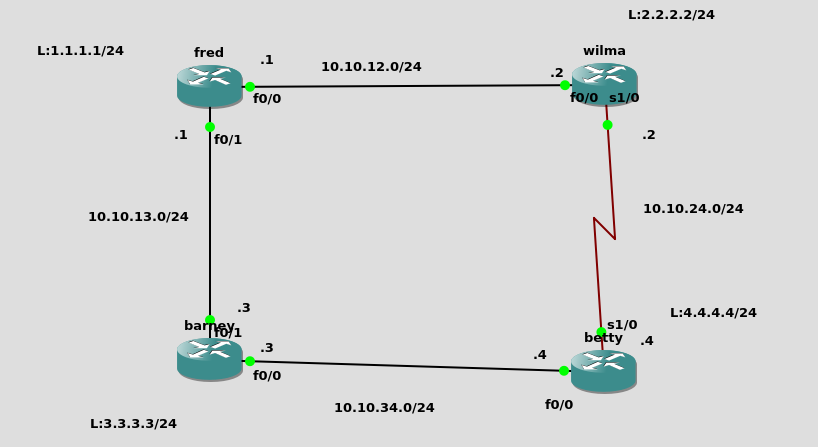 L:2.2.2.2/24
L:1.1.1.1/24
fred
wilma
.1
10.10.12.0/24
.2
f0/0
f0/0
s1/0
.1
f0/1
.2
10.10.13.0/24
10.10.24.0/24
.3
L:4.4.4.4/24
barney
f0/1
s1/0
betty
.4
.3
.4
f0/0
f0/0
10.10.34.0/24
L:3.3.3.3/24